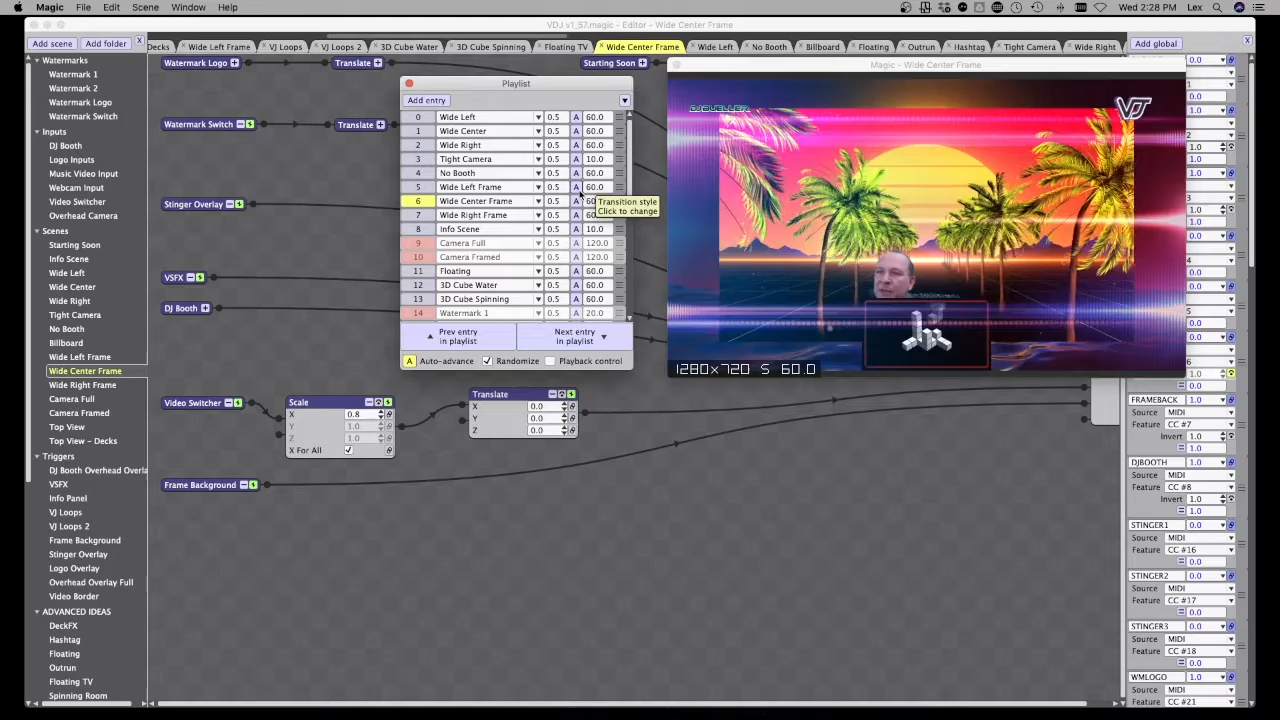 Magic File Edit Scene Window Help
Wed 2:28 PM Lex
VDJ v1_57.magic - Editor - Wide Center Frame
Add scene Add folder
Decks Wide Left Frame VJ Loops VJ Loops 2 3D Cube Water 3D Cube Spinning Floating TV Wide Center Frame Wide Left No Booth Billboard Floating Outrun Hashtag Tight Camera Wide Right
Add global
Watermarks
Watermark 1
Watermark 2
Watermark Logo
Watermark Switch
Inputs
DJ Booth
Logo Inputs
Music Video Input
Webcam Input
Video Switcher
Overhead Camera
Scenes
Starting Soon
Info Scene
Wide Left
Wide Center
Wide Right
Tight Camera
No Booth
Billboard
Wide Left Frame
Wide Center Frame
Wide Right Frame
Camera Full
Camera Framed
Top View
Top View - Decks
Triggers
DJ Booth Overhead Overla
VSFX
Info Panel
VJ Loops
VJ Loops 2
Frame Background
Stinger Overlay
Logo Overlay
Overhead Overlay Full
Video Border
ADVANCED IDEAS
DeckFX
Hashtag
Floating
Outrun
Floating TV
Spinning Room
Watermark Logo
Translate
Starting Soon
Watermark Switch
Translate
Stinger Overlay
VSFX
DJ Booth
Video Switcher
Scale
X 0.8
Y 1.0
Z 1.0
X For All
Translate
X 0.0
Y 0.0
Z 0.0
Frame Background
Playlist
Add entry
0 Wide Left 0.5 A 60.0
1 Wide Center 0.5 A 60.0
2 Wide Right 0.5 A 60.0
3 Tight Camera 0.5 A 10.0
4 No Booth 0.5 A 60.0
5 Wide Left Frame 0.5 A 60.0
6 Wide Center Frame 0.5 A 60
7 Wide Right Frame 0.5 A 60
8 Info Scene 0.5 A 10.0
9 Camera Full 0.5 A 120.0
10 Camera Framed 0.5 A 120.0
11 Floating 0.5 A 60.0
12 3D Cube Water 0.5 A 60.0
13 3D Cube Spinning 0.5 A 60.0
14 Watermark 1 0.5 A 20.0
Transition style
Click to change
Prev entry
in playlist
Next entry
in playlist
A Auto-advance Randomize Playback control
Magic - Wide Center Frame
DJ DUELLER
VJ
1280x720 S 60.0
FRAMEBACK 1.0
Source MIDI
Feature CC #7
Invert 1.0
= 1.0
DJBOOTH 1.0
Source MIDI
Feature CC #8
Invert 1.0
= 1.0
STINGER1 0.0
Source MIDI
Feature CC #16
= 0.0
STINGER2 0.0
Source MIDI
Feature CC #17
= 0.0
STINGER3 0.0
Source MIDI
Feature CC #18
= 0.0
WMLOGO 1.0
Source MIDI
Feature CC #21